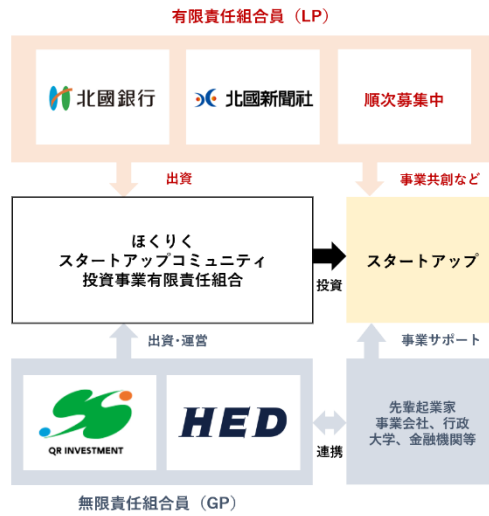 有限責任組合員（LP）
北國銀行
北國新聞社
順次募集中
出資
事業共創など
ほくりく
スタートアップコミュニティ
投資事業有限責任組合
投資
スタートアップ
出資・運営
事業サポート
QR INVESTMENT
HED
連携
先輩起業家
事業会社、行政
大学、金融機関等
無限責任組合員（GP）